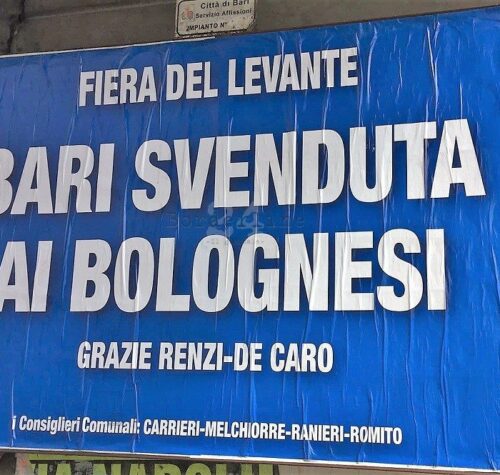 Città di Bari
Servizio Affissioni
IMPIANTO N°
FIERA DEL LEVANTE
BARI SVENDUTA
AI BOLOGNESI
GRAZIE RENZI-DE CARO
i Consiglieri Comunali: CARRIERI-MELCHIORRE-RANIERI-ROMITO